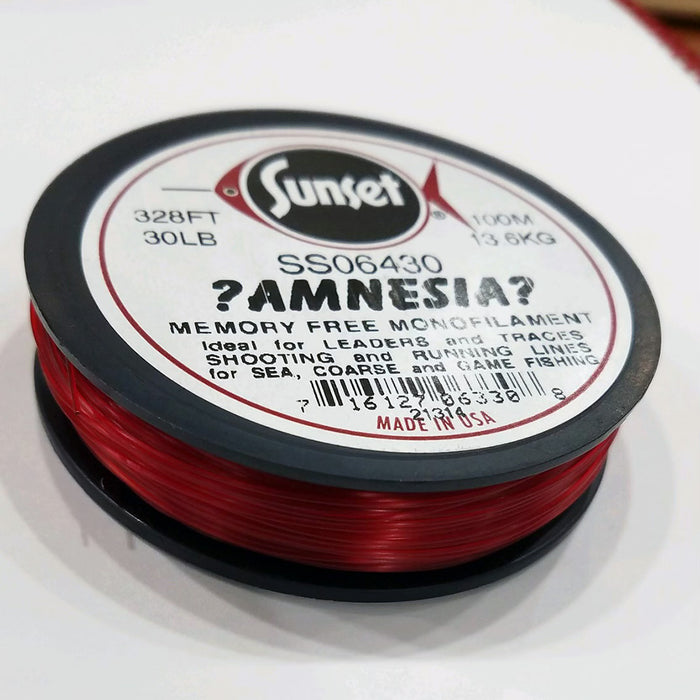 Sunset
®
328FT
100M
30LB
13.6KG
SS06430
?AMNESIA?
MEMORY FREE MONOFILAMENT
Ideal for LEADERS and TRACES
SHOOTING and RUNNING LINES
for SEA, COARSE and GAME FISHING
7 16127 06330 8
21314
MADE IN USA